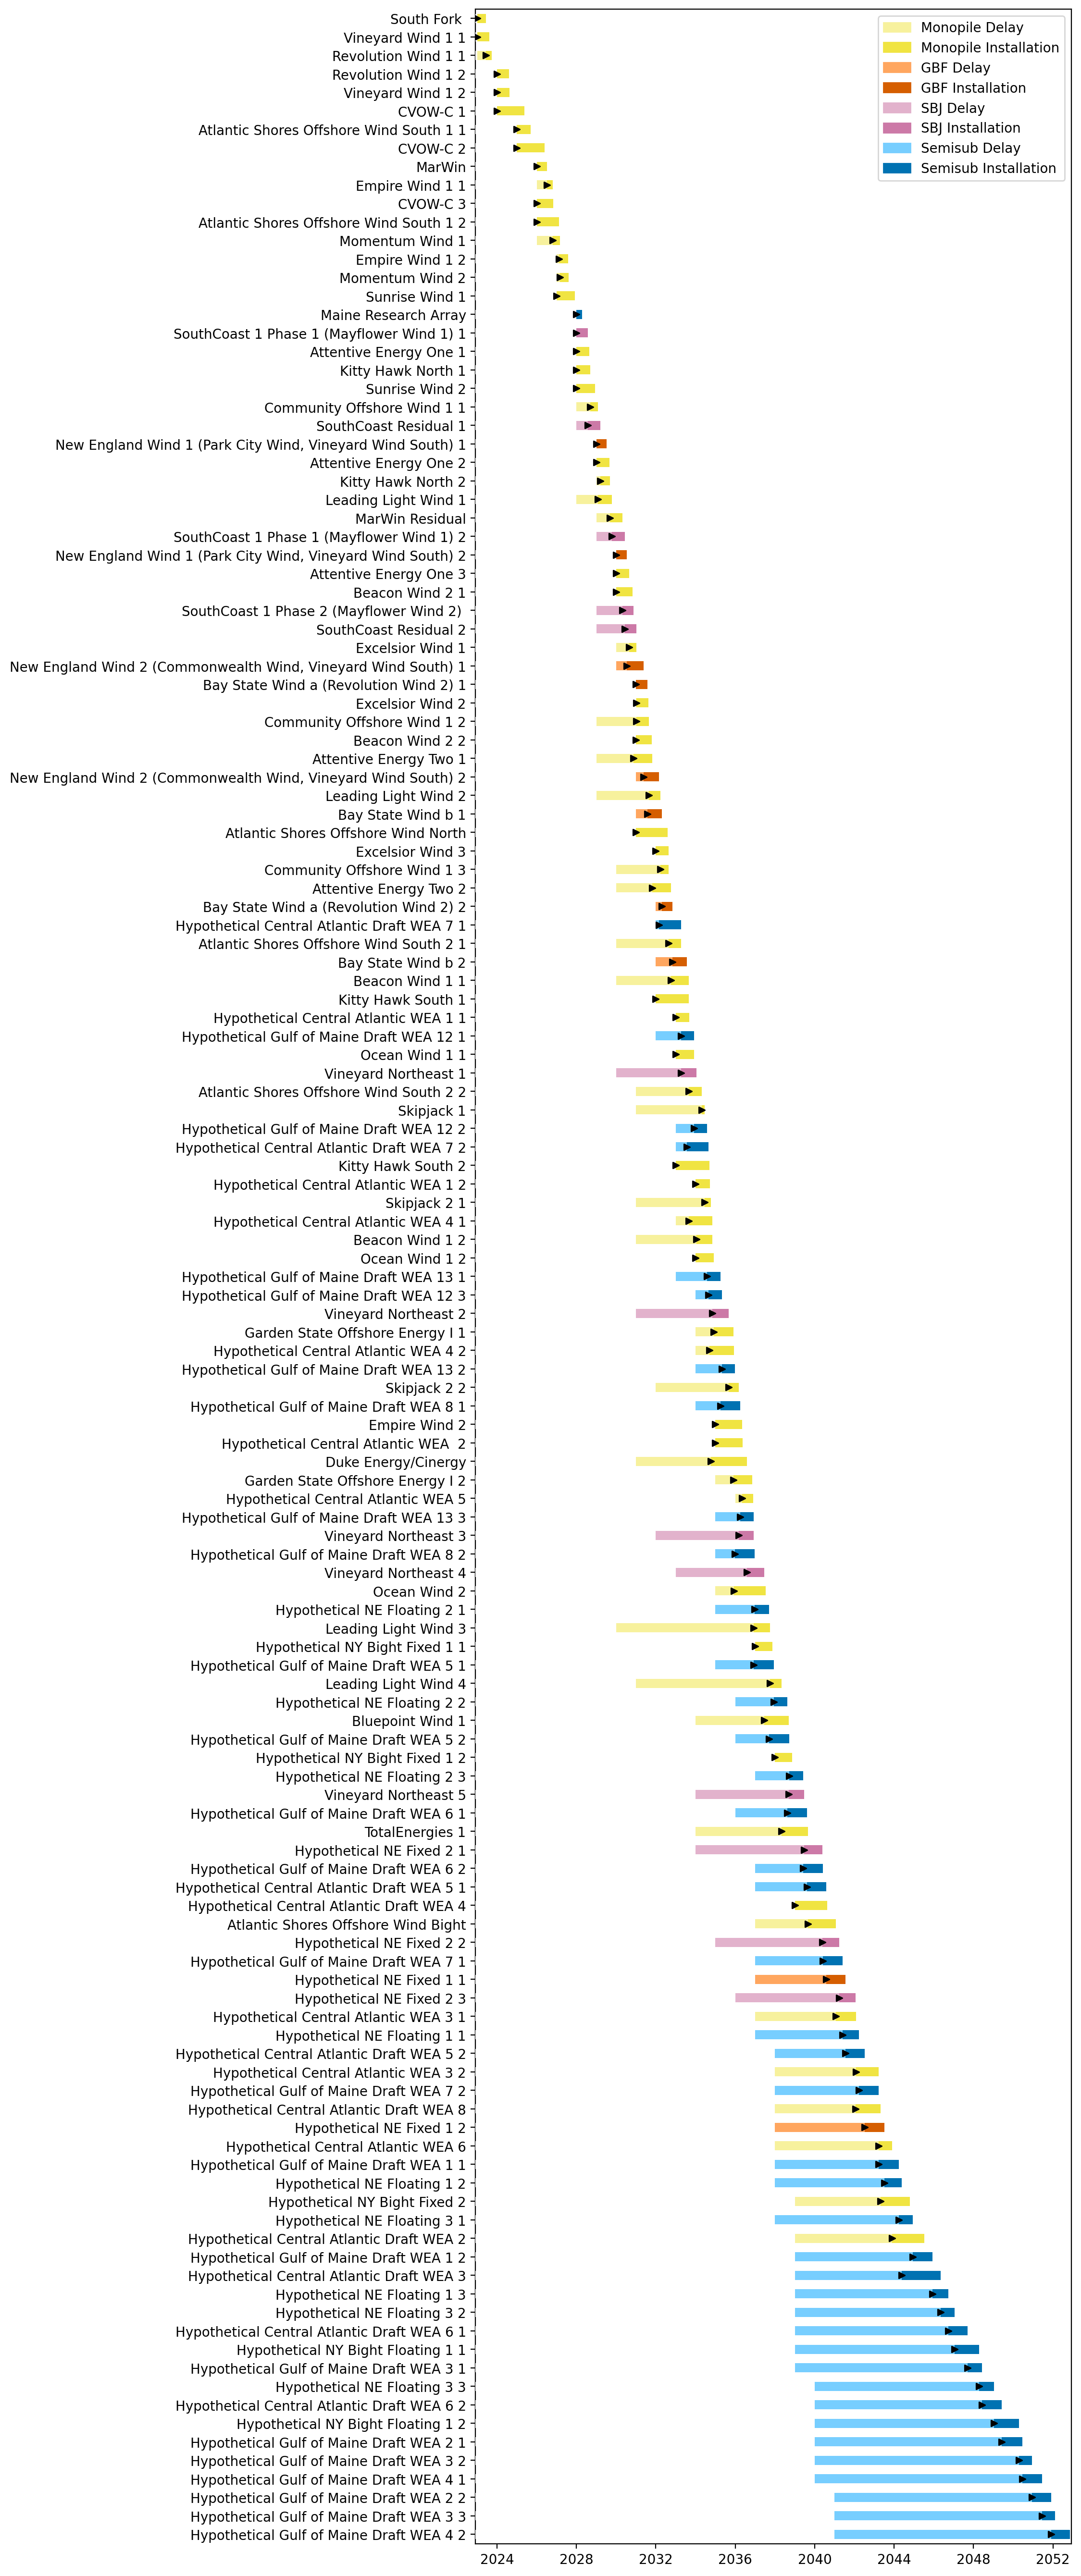 South Fork
Vineyard Wind 1 1
Revolution Wind 1 1
Revolution Wind 1 2
Vineyard Wind 1 2
CVOW-C 1
Atlantic Shores Offshore Wind South 1 1
CVOW-C 2
MarWin
Empire Wind 1 1
CVOW-C 3
Atlantic Shores Offshore Wind South 1 2
Momentum Wind 1
Empire Wind 1 2
Momentum Wind 2
Sunrise Wind 1
Maine Research Array
SouthCoast 1 Phase 1 (Mayflower Wind 1) 1
Attentive Energy One 1
Kitty Hawk North 1
Sunrise Wind 2
Community Offshore Wind 1 1
SouthCoast Residual 1
New England Wind 1 (Park City Wind, Vineyard Wind South) 1
Attentive Energy One 2
Kitty Hawk North 2
Leading Light Wind 1
MarWin Residual
SouthCoast 1 Phase 1 (Mayflower Wind 1) 2
New England Wind 1 (Park City Wind, Vineyard Wind South) 2
Attentive Energy One 3
Beacon Wind 2 1
SouthCoast 1 Phase 2 (Mayflower Wind 2)
SouthCoast Residual 2
Excelsior Wind 1
New England Wind 2 (Commonwealth Wind, Vineyard Wind South) 1
Bay State Wind a (Revolution Wind 2) 1
Excelsior Wind 2
Community Offshore Wind 1 2
Beacon Wind 2 2
Attentive Energy Two 1
New England Wind 2 (Commonwealth Wind, Vineyard Wind South) 2
Leading Light Wind 2
Bay State Wind b 1
Atlantic Shores Offshore Wind North
Excelsior Wind 3
Community Offshore Wind 1 3
Attentive Energy Two 2
Bay State Wind a (Revolution Wind 2) 2
Hypothetical Central Atlantic Draft WEA 7 1
Atlantic Shores Offshore Wind South 2 1
Bay State Wind b 2
Beacon Wind 1 1
Kitty Hawk South 1
Hypothetical Central Atlantic WEA 1 1
Hypothetical Gulf of Maine Draft WEA 12 1
Ocean Wind 1 1
Vineyard Northeast 1
Atlantic Shores Offshore Wind South 2 2
Skipjack 1
Hypothetical Gulf of Maine Draft WEA 12 2
Hypothetical Central Atlantic Draft WEA 7 2
Kitty Hawk South 2
Hypothetical Central Atlantic WEA 1 2
Skipjack 2 1
Hypothetical Central Atlantic WEA 4 1
Beacon Wind 1 2
Ocean Wind 1 2
Hypothetical Gulf of Maine Draft WEA 13 1
Hypothetical Gulf of Maine Draft WEA 12 3
Vineyard Northeast 2
Garden State Offshore Energy I 1
Hypothetical Central Atlantic WEA 4 2
Hypothetical Gulf of Maine Draft WEA 13 2
Skipjack 2 2
Hypothetical Gulf of Maine Draft WEA 8 1
Empire Wind 2
Hypothetical Central Atlantic WEA  2
Duke Energy/Cinergy
Garden State Offshore Energy I 2
Hypothetical Central Atlantic WEA 5
Hypothetical Gulf of Maine Draft WEA 13 3
Vineyard Northeast 3
Hypothetical Gulf of Maine Draft WEA 8 2
Vineyard Northeast 4
Ocean Wind 2
Hypothetical NE Floating 2 1
Leading Light Wind 3
Hypothetical NY Bight Fixed 1 1
Hypothetical Gulf of Maine Draft WEA 5 1
Leading Light Wind 4
Hypothetical NE Floating 2 2
Bluepoint Wind 1
Hypothetical Gulf of Maine Draft WEA 5 2
Hypothetical NY Bight Fixed 1 2
Hypothetical NE Floating 2 3
Vineyard Northeast 5
Hypothetical Gulf of Maine Draft WEA 6 1
TotalEnergies 1
Hypothetical NE Fixed 2 1
Hypothetical Gulf of Maine Draft WEA 6 2
Hypothetical Central Atlantic Draft WEA 5 1
Hypothetical Central Atlantic Draft WEA 4
Atlantic Shores Offshore Wind Bight
Hypothetical NE Fixed 2 2
Hypothetical Gulf of Maine Draft WEA 7 1
Hypothetical NE Fixed 1 1
Hypothetical NE Fixed 2 3
Hypothetical Central Atlantic WEA 3 1
Hypothetical NE Floating 1 1
Hypothetical Central Atlantic Draft WEA 5 2
Hypothetical Central Atlantic WEA 3 2
Hypothetical Gulf of Maine Draft WEA 7 2
Hypothetical Central Atlantic Draft WEA 8
Hypothetical NE Fixed 1 2
Hypothetical Central Atlantic WEA 6
Hypothetical Gulf of Maine Draft WEA 1 1
Hypothetical NE Floating 1 2
Hypothetical NY Bight Fixed 2
Hypothetical NE Floating 3 1
Hypothetical Central Atlantic Draft WEA 2
Hypothetical Gulf of Maine Draft WEA 1 2
Hypothetical Central Atlantic Draft WEA 3
Hypothetical NE Floating 1 3
Hypothetical NE Floating 3 2
Hypothetical Central Atlantic Draft WEA 6 1
Hypothetical NY Bight Floating 1 1
Hypothetical Gulf of Maine Draft WEA 3 1
Hypothetical NE Floating 3 3
Hypothetical Central Atlantic Draft WEA 6 2
Hypothetical NY Bight Floating 1 2
Hypothetical Gulf of Maine Draft WEA 2 1
Hypothetical Gulf of Maine Draft WEA 3 2
Hypothetical Gulf of Maine Draft WEA 4 1
Hypothetical Gulf of Maine Draft WEA 2 2
Hypothetical Gulf of Maine Draft WEA 3 3
Hypothetical Gulf of Maine Draft WEA 4 2
Monopile Delay
Monopile Installation
GBF Delay
GBF Installation
SBJ Delay
SBJ Installation
Semisub Delay
Semisub Installation
2024 2028 2032 2036 2040 2044 2048 2052